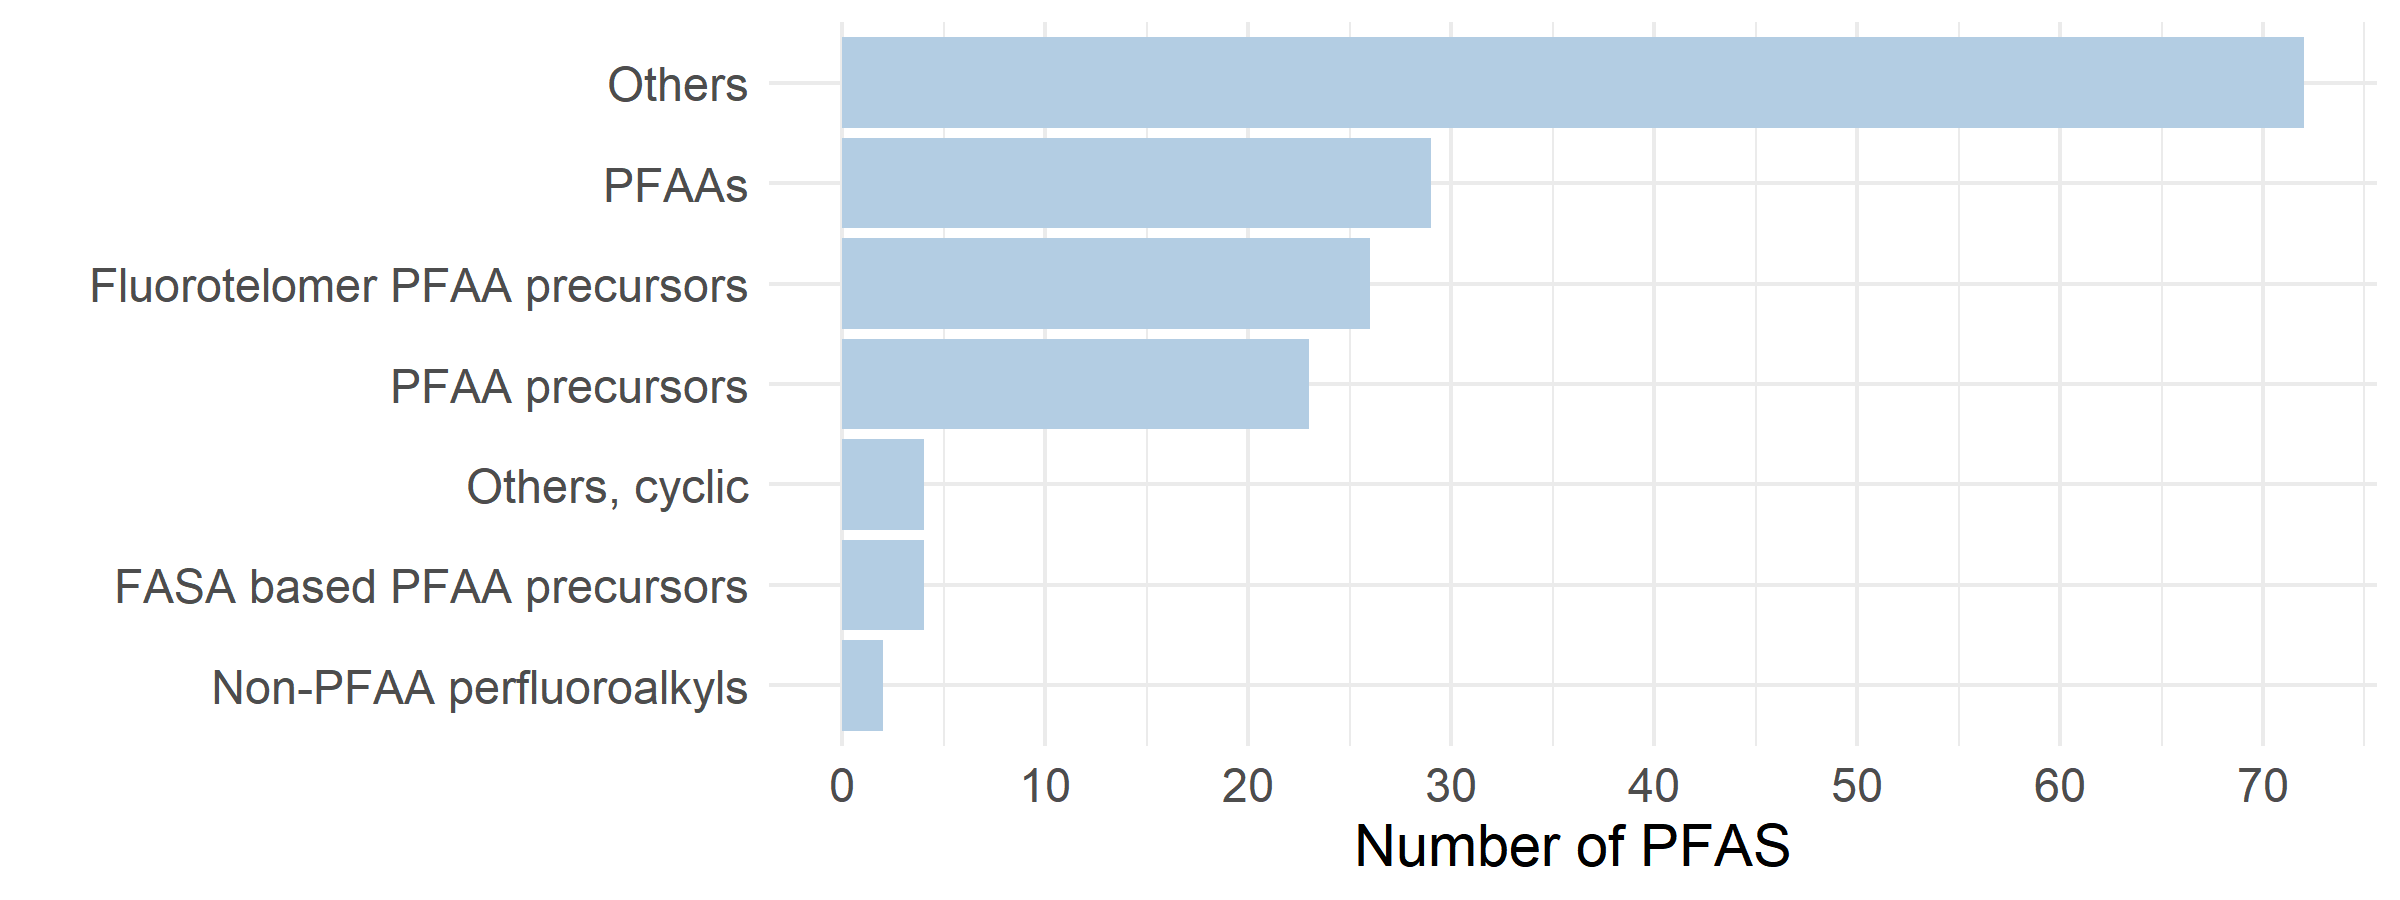 Others
PFAAs
Fluorotelomer PFAA precursors
PFAA precursors
Others, cyclic
FASA based PFAA precursors
Non-PFAA perfluoroalkyls
0 10 20 30 40 50 60 70
Number of PFAS